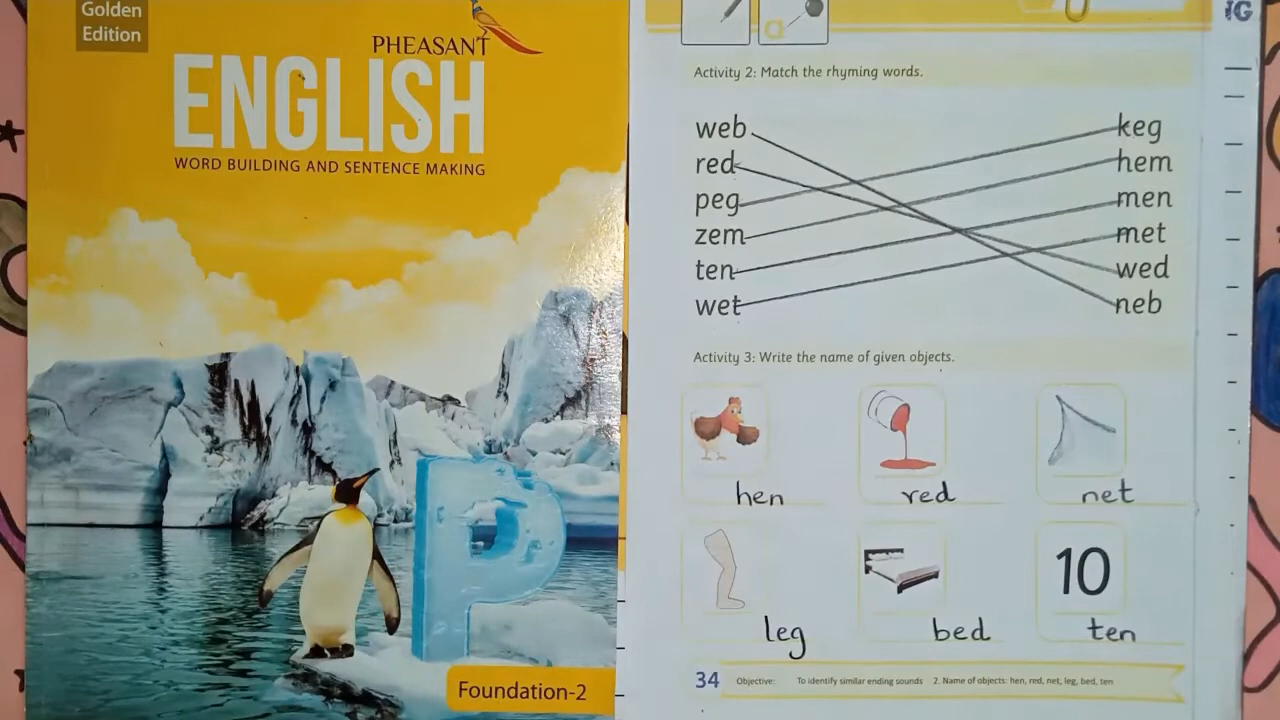 Golden
Edition
PHEASANT
ENGLISH
WORD BUILDING AND SENTENCE MAKING
P
Foundation-2
a
Activity 2: Match the rhyming words.
web keg
red hem
peg men
zem met
ten wed
wet neb
Activity 3: Write the name of given objects.
hen red net
10
leg bed ten
34 Objective: To identify similar ending sounds 2. Name of objects: hen, red, net, leg, bed, ten